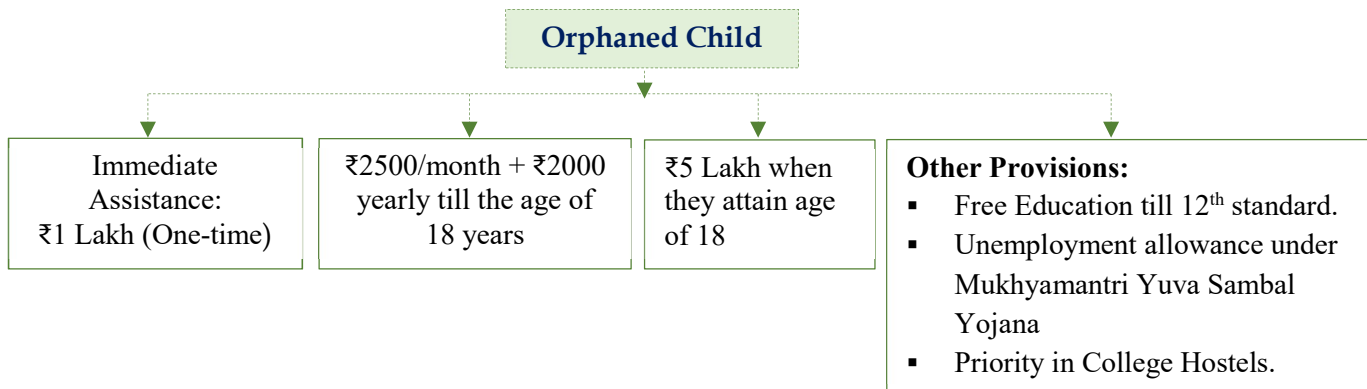 Orphaned Child
Immediate
Assistance:
₹1 Lakh (One-time)
₹2500/month + ₹2000
yearly till the age of
18 years
₹5 Lakh when
they attain age
of 18
Other Provisions:
▪ Free Education till 12th standard.
▪ Unemployment allowance under
Mukhyamantri Yuva Sambal
Yojana
▪ Priority in College Hostels.